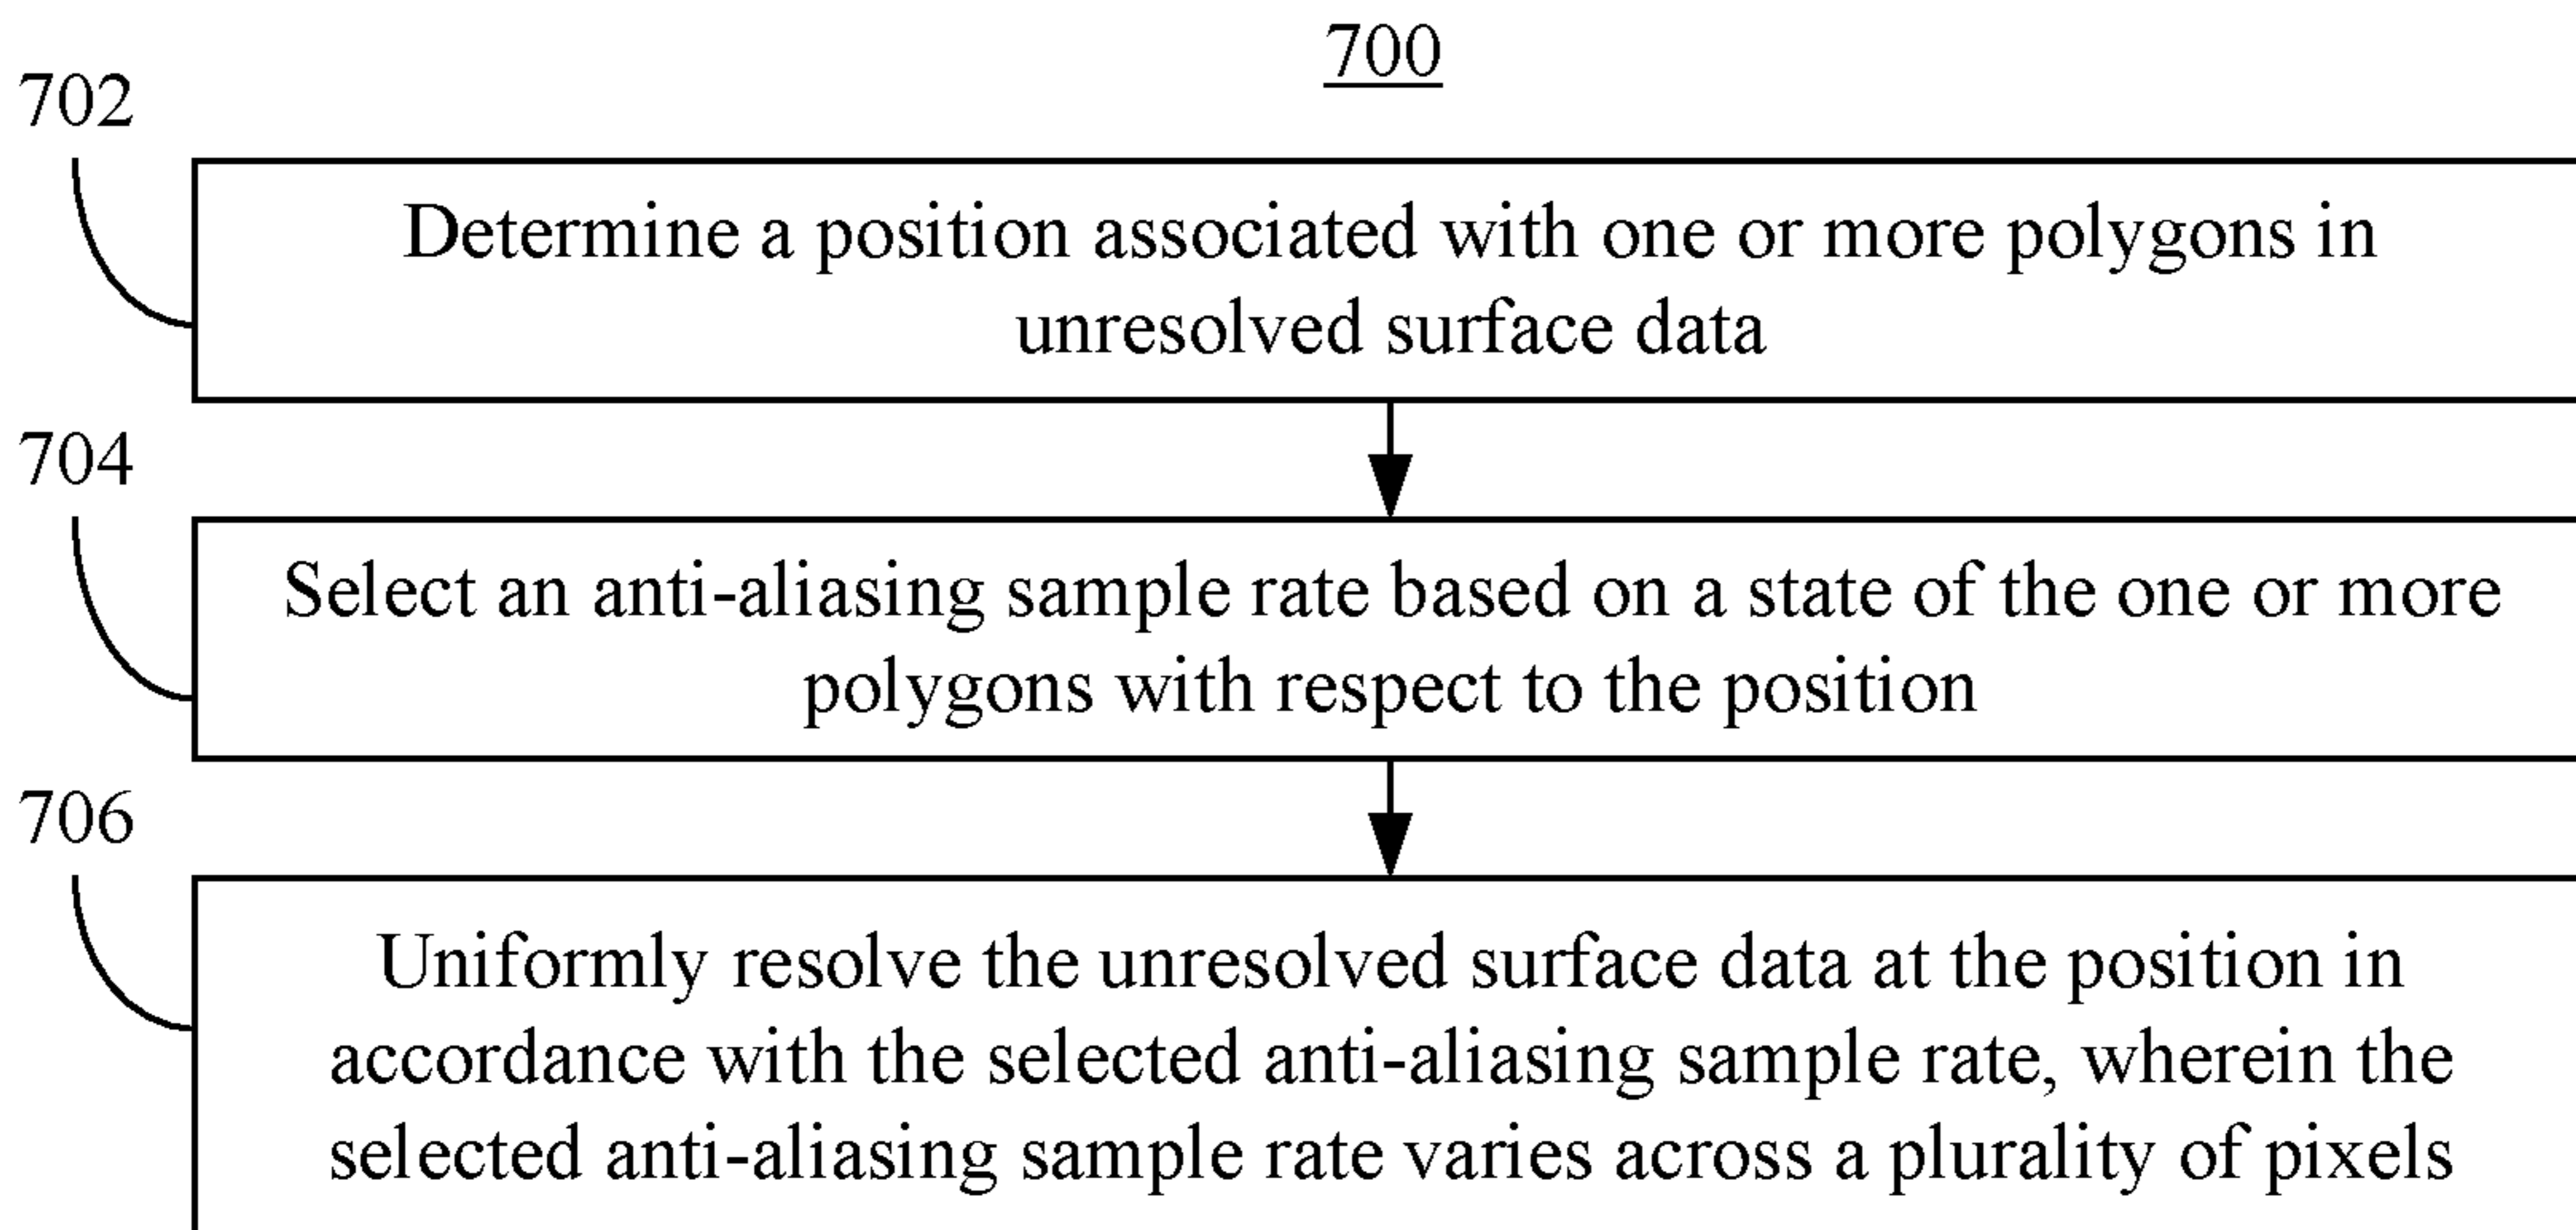 700
702
Determine a position associated with one or more polygons in
unresolved surface data
704
Select an anti-aliasing sample rate based on a state of the one or more
polygons with respect to the position
706
Uniformly resolve the unresolved surface data at the position in
accordance with the selected anti-aliasing sample rate, wherein the
selected anti-aliasing sample rate varies across a plurality of pixels